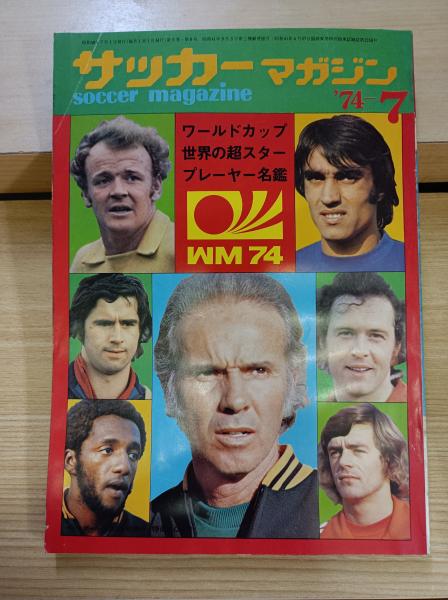 サッカーマガジン
soccer magazine
'74-7
ワールドカップ
世界の超スター
プレーヤー名鑑
WM 74